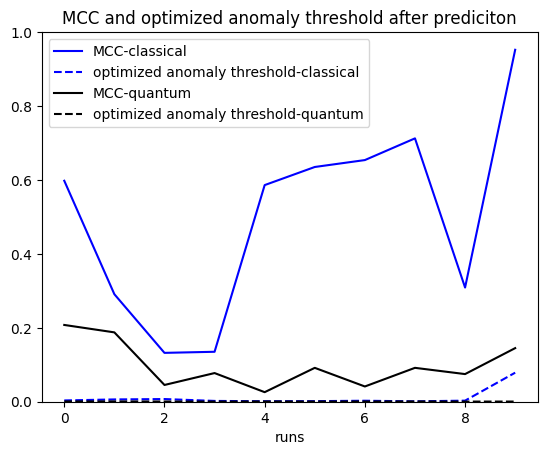 MCC and optimized anomaly threshold after prediciton
1.0
MCC-classical
optimized anomaly threshold-classical
MCC-quantum
optimized anomaly threshold-quantum
0.8
0.6
0.4
0.2
0.0
0 2 4 6 8
runs